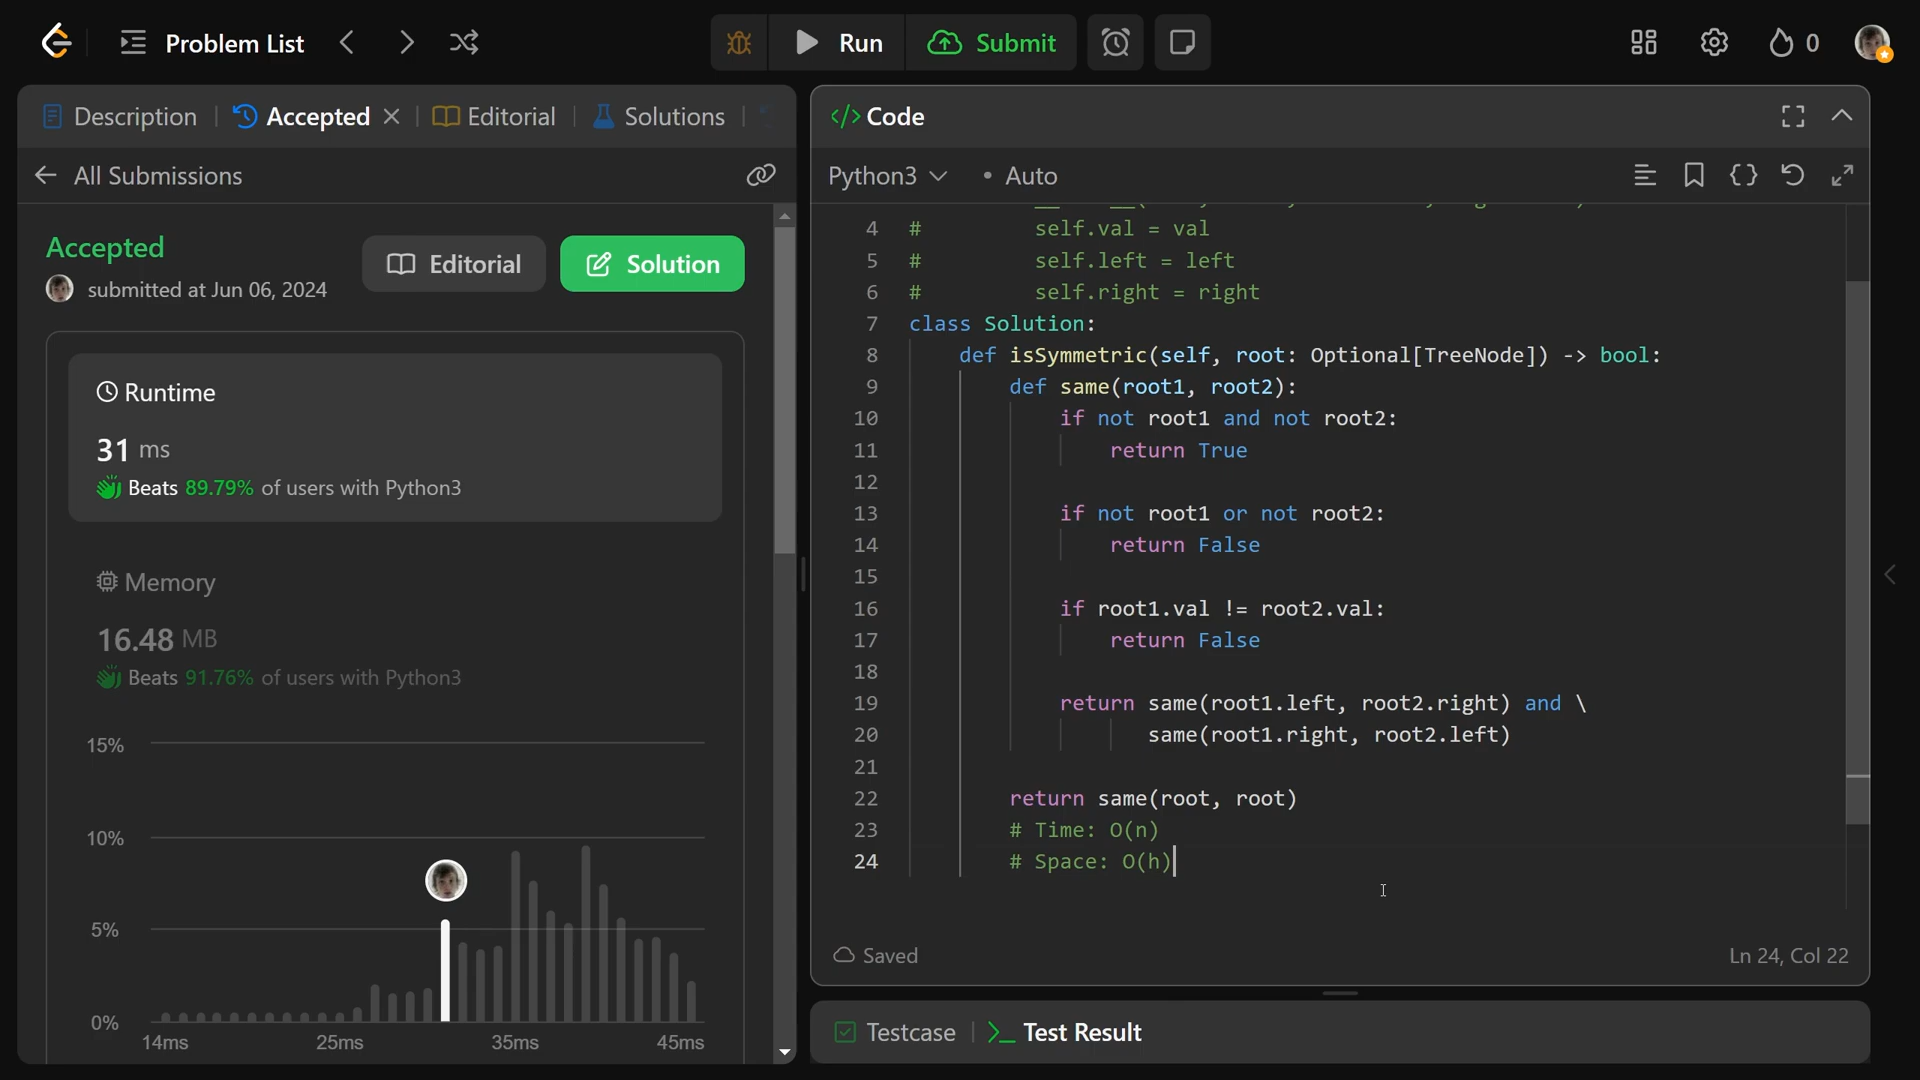 Problem List
Run
Submit
0
Description
Accepted
Editorial
Solutions
All Submissions
Accepted
submitted at Jun 06, 2024
Editorial
Solution
Runtime
31 ms
Beats 89.79% of users with Python3
Memory
16.48 MB
Beats 91.76% of users with Python3
15%
10%
5%
0%
14ms 25ms 35ms 45ms
</> Code
Python3 • Auto
4 #         self.val = val
5 #         self.left = left
6 #         self.right = right
7 class Solution:
8     def isSymmetric(self, root: Optional[TreeNode]) -> bool:
9         def same(root1, root2):
10             if not root1 and not root2:
11                 return True
12
13             if not root1 or not root2:
14                 return False
15
16             if root1.val != root2.val:
17                 return False
18
19             return same(root1.left, root2.right) and \
20                    same(root1.right, root2.left)
21
22         return same(root, root)
23         # Time: O(n)
24         # Space: O(h)
Saved
Ln 24, Col 22
Testcase
>_ Test Result